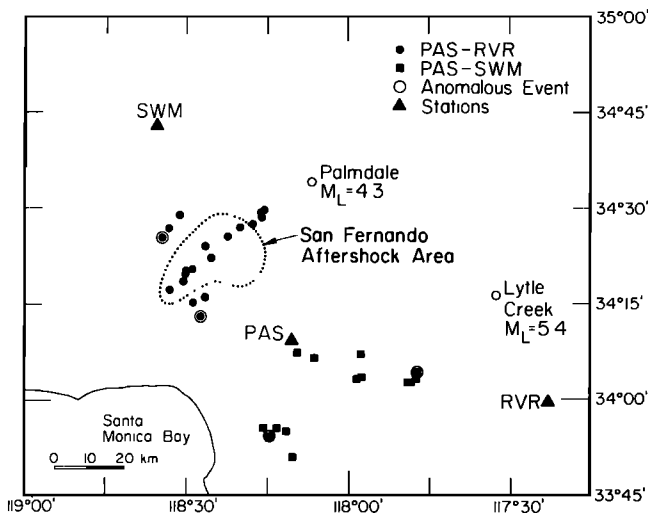 35°00'
PAS-RVR
PAS-SWM
Anomalous Event
Stations
SWM
34°45'
Palmdale
M_L=4 3
34°30'
San Fernando
Aftershock Area
Lytle
Creek
M_L=5 4
34°15'
PAS
RVR
34°00'
Santa
Monica Bay
0 10 20 km
33°45'
119°00'
118°30'
118°00'
117°30'